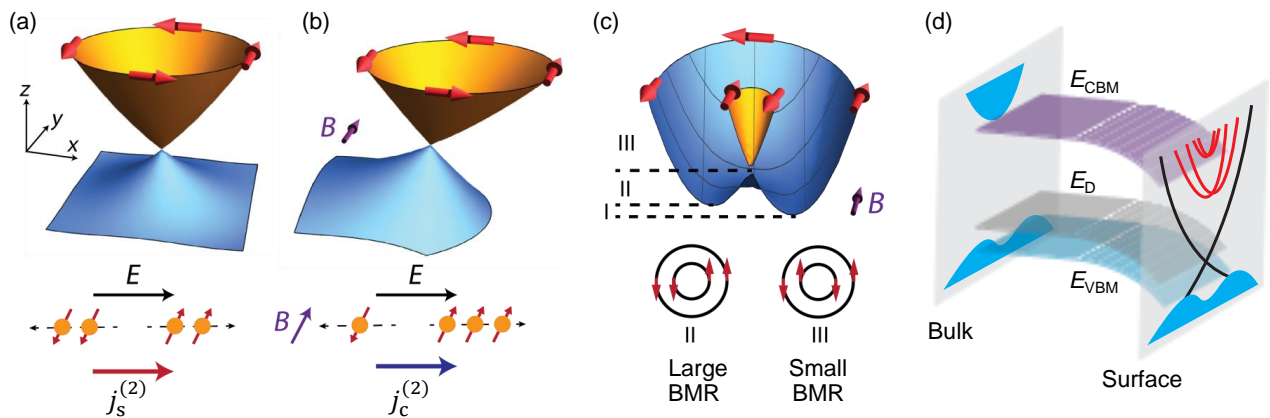 (a)
z
y
x
E
j_s^(2)
(b)
B
E
B
j_c^(2)
(c)
III
II
I
B
II
III
Large
BMR
Small
BMR
(d)
E_CBM
E_D
E_VBM
Bulk
Surface